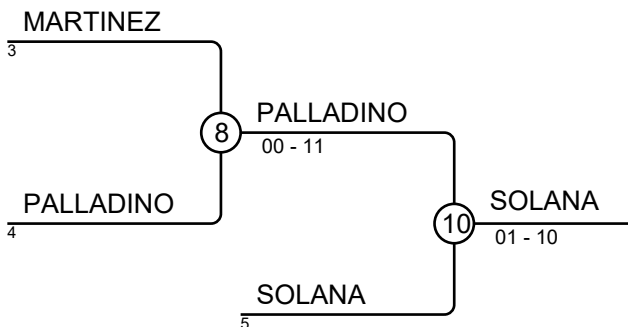 MARTINEZ
3
PALLADINO
8
00 - 11
PALLADINO
4
SOLANA
10
01 - 10
SOLANA
5